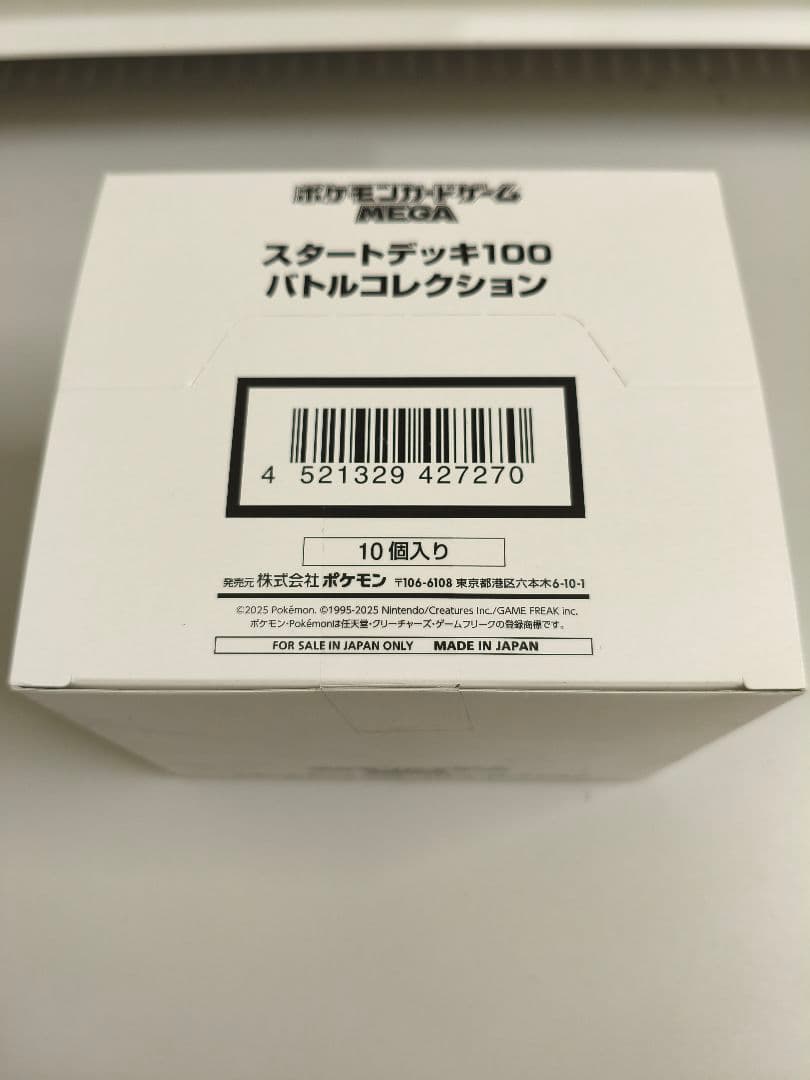 ポケモンカードゲーム
MEGA
スタートデッキ100
バトルコレクション
4 521329 427270
10個入り
発売元 株式会社ポケモン 〒106-6108 東京都港区六本木6-10-1
©2025 Pokémon. ©1995-2025 Nintendo/Creatures Inc./GAME FREAK inc.
ポケモン・Pokémonは任天堂・クリーチャーズ・ゲームフリークの登録商標です。
FOR SALE IN JAPAN ONLY MADE IN JAPAN